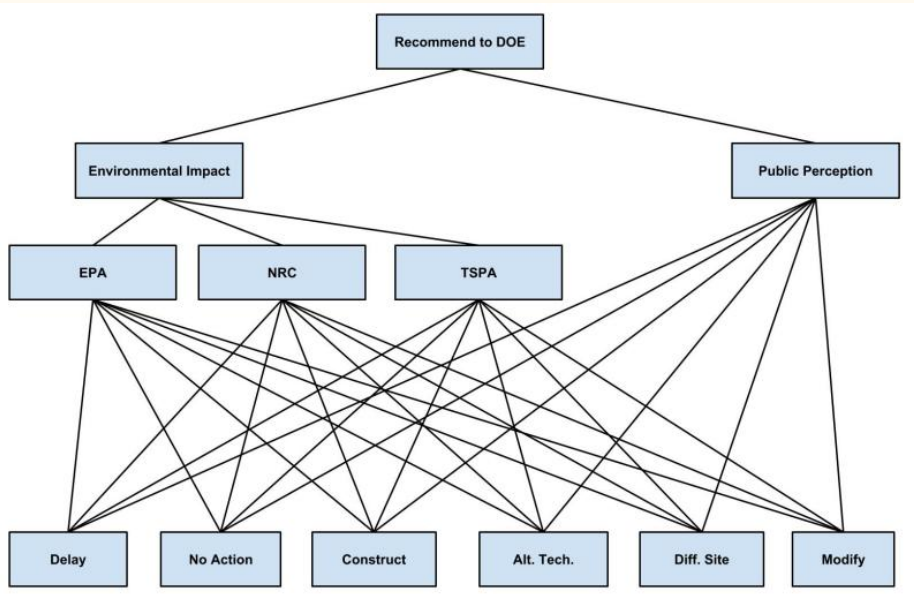 Recommend to DOE
Environmental Impact
Public Perception
EPA
NRC
TSPA
Delay
No Action
Construct
Alt. Tech.
Diff. Site
Modify